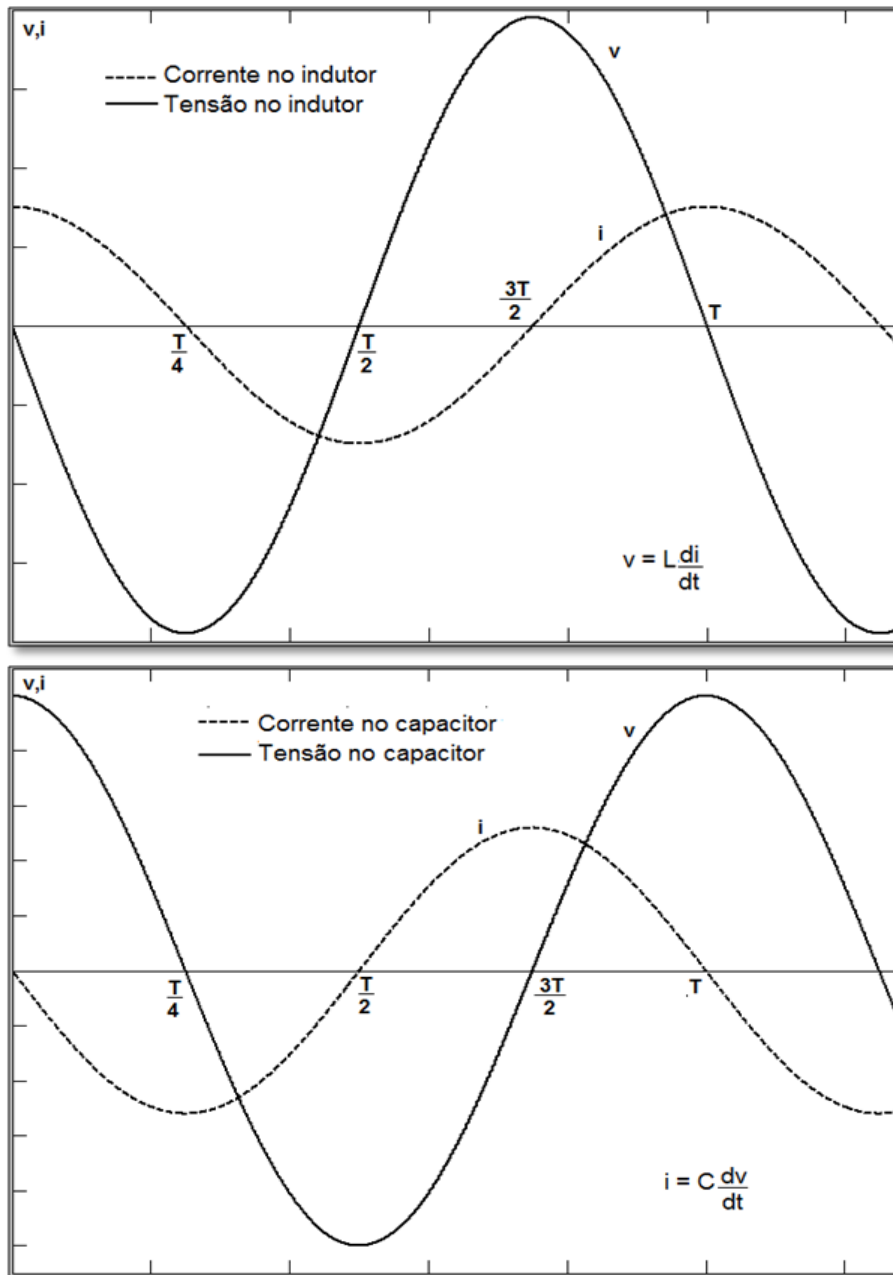 v,i
Corrente no indutor
Tensão no indutor
v
i
3T
2
T
T
4
T
2
v = L di
dt
v,i
Corrente no capacitor
Tensão no capacitor
v
i
T
4
T
2
3T
2
T
i = C dv
dt